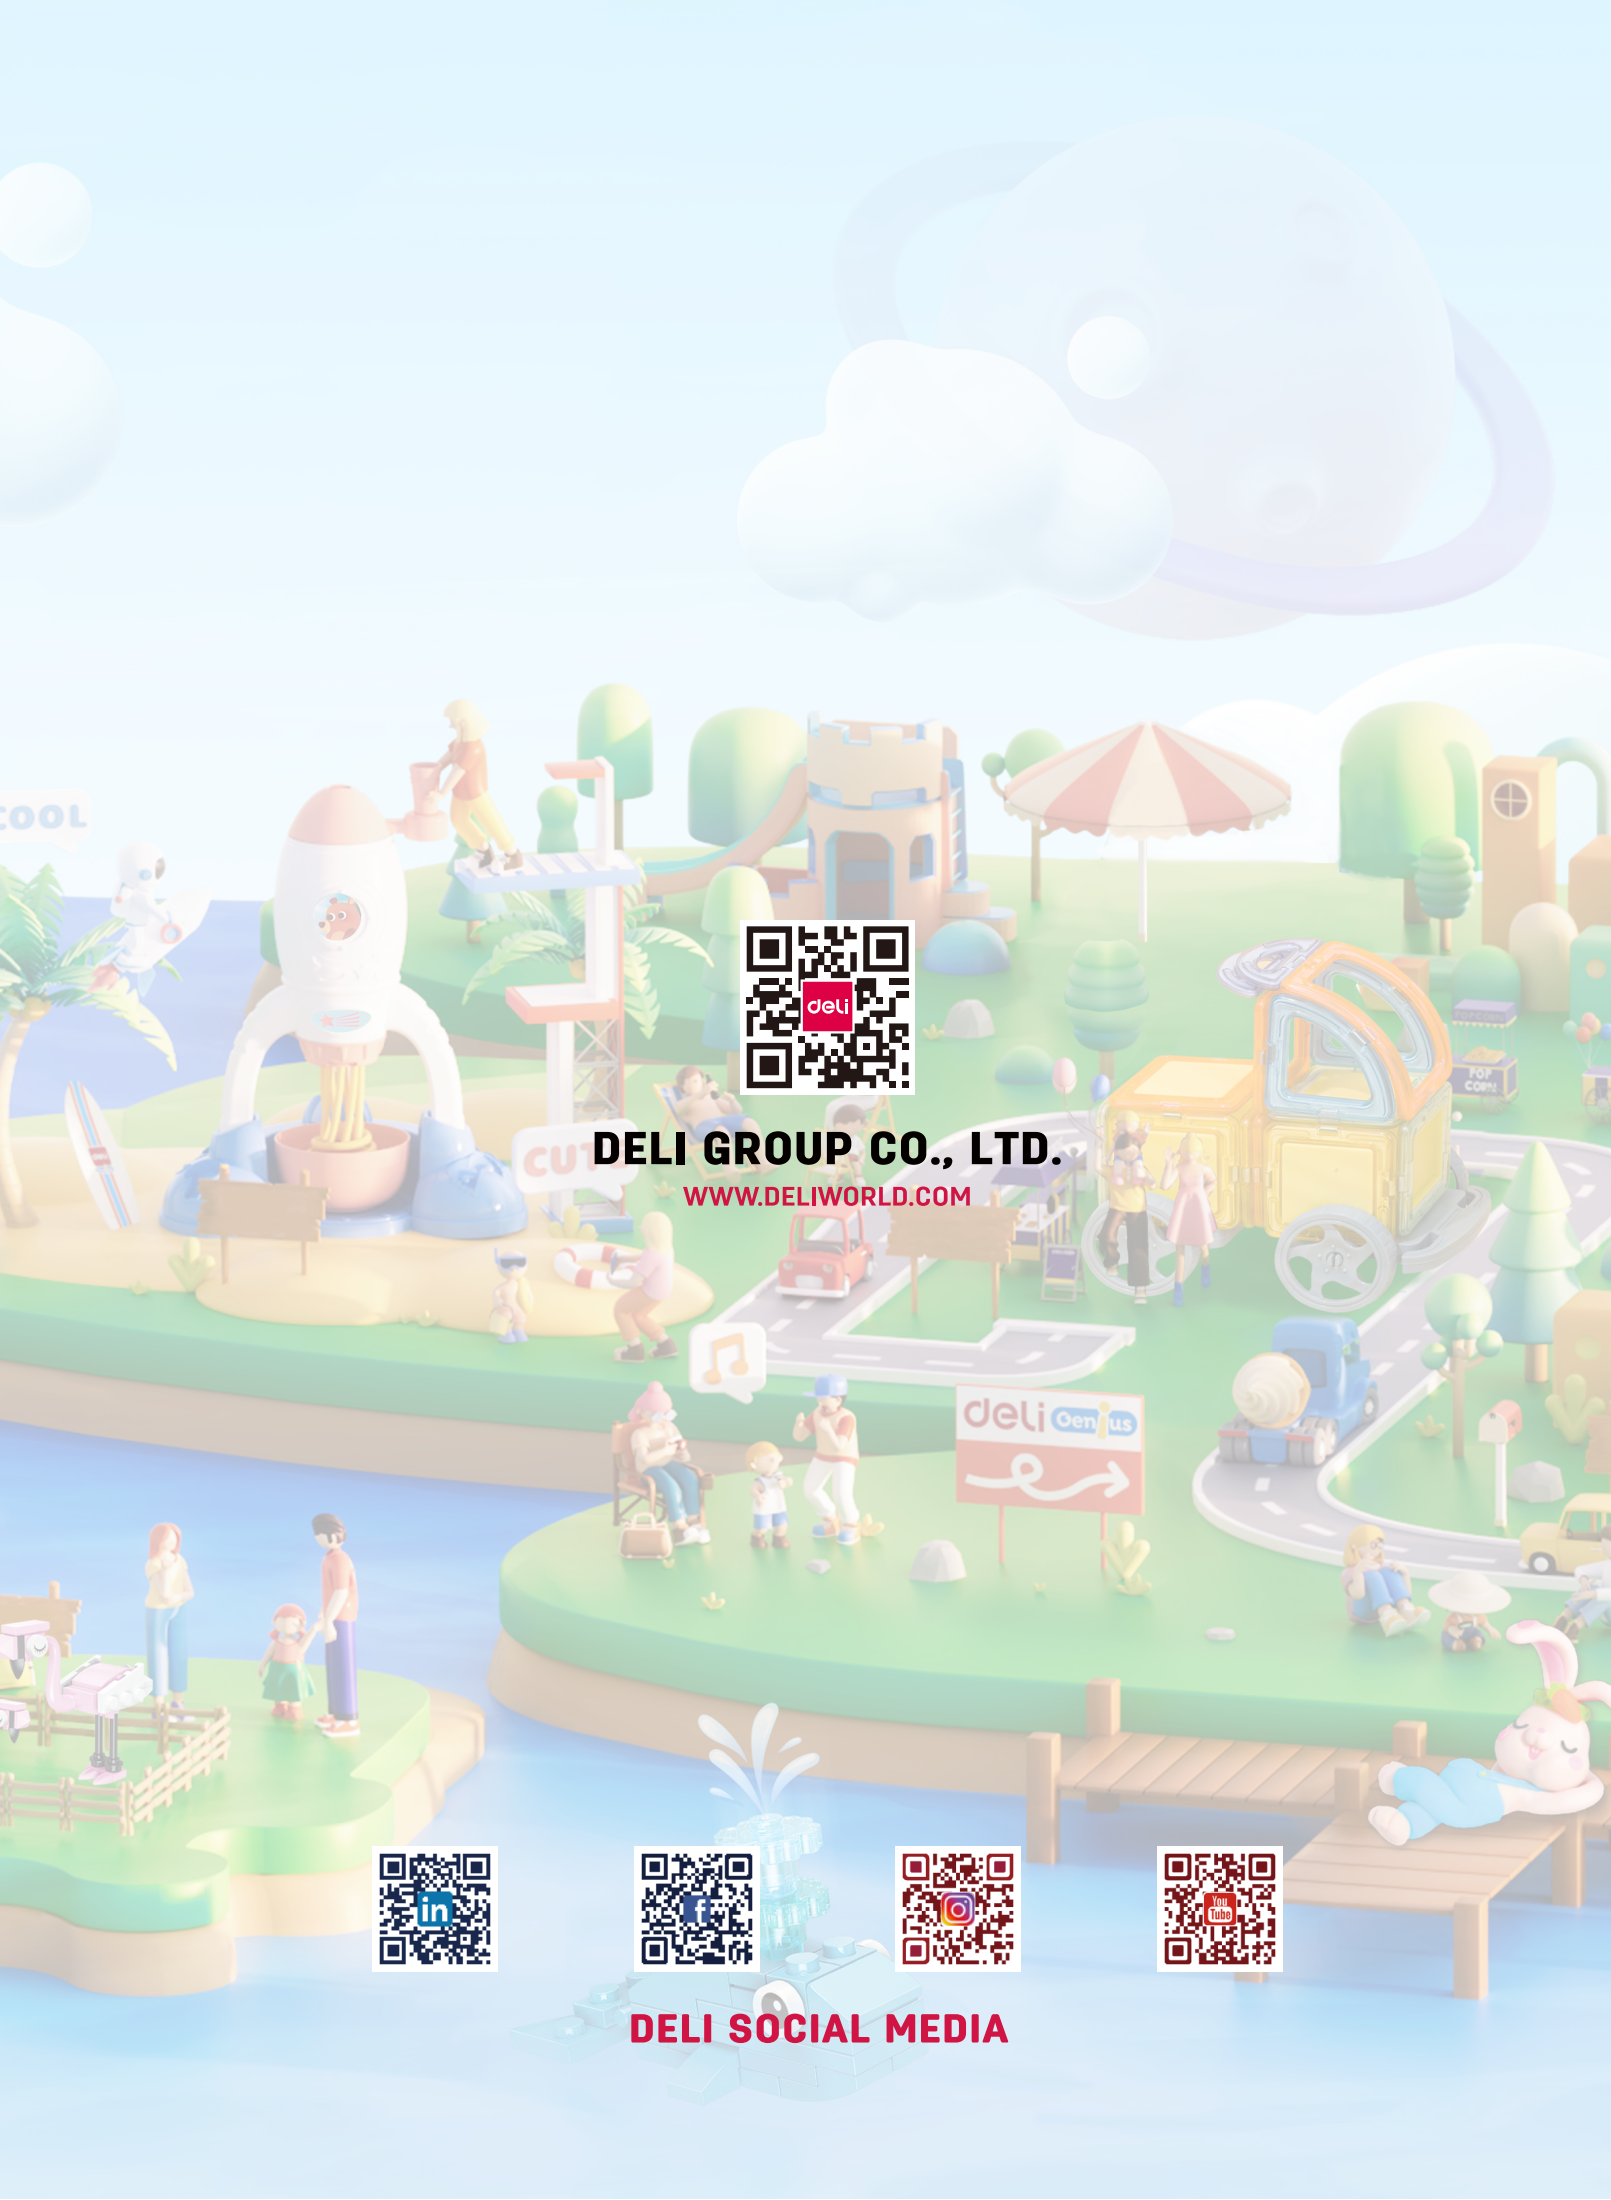 COOL
deli
CUTE
DELI GROUP CO., LTD.
WWW.DELIWORLD.COM
POP
CORN
deli Genius
in
f
You
Tube
DELI SOCIAL MEDIA